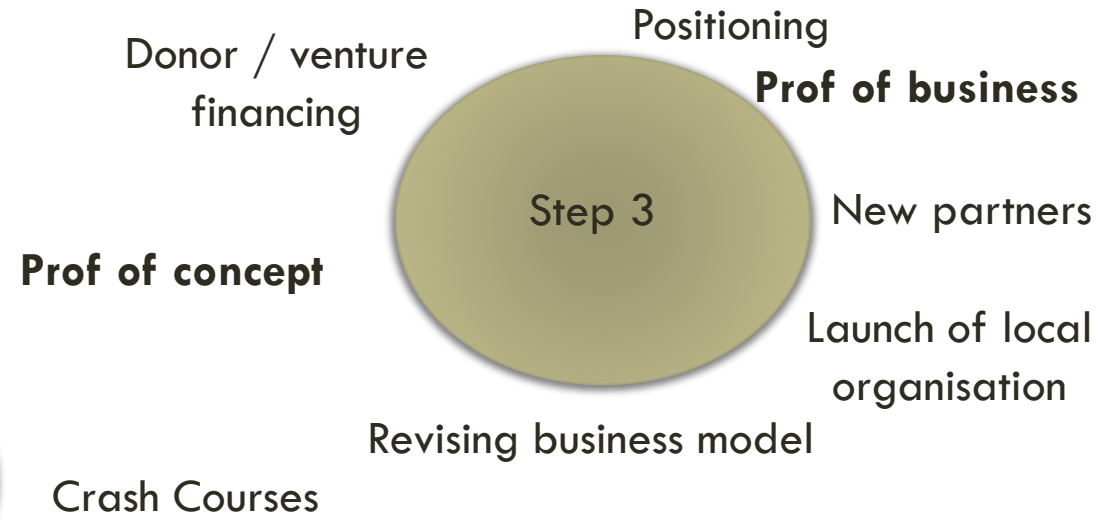 Positioning
Donor / venture
financing
Prof of business
Step 3
New partners
Prof of concept
Launch of local
organisation
Revising business model
Crash Courses